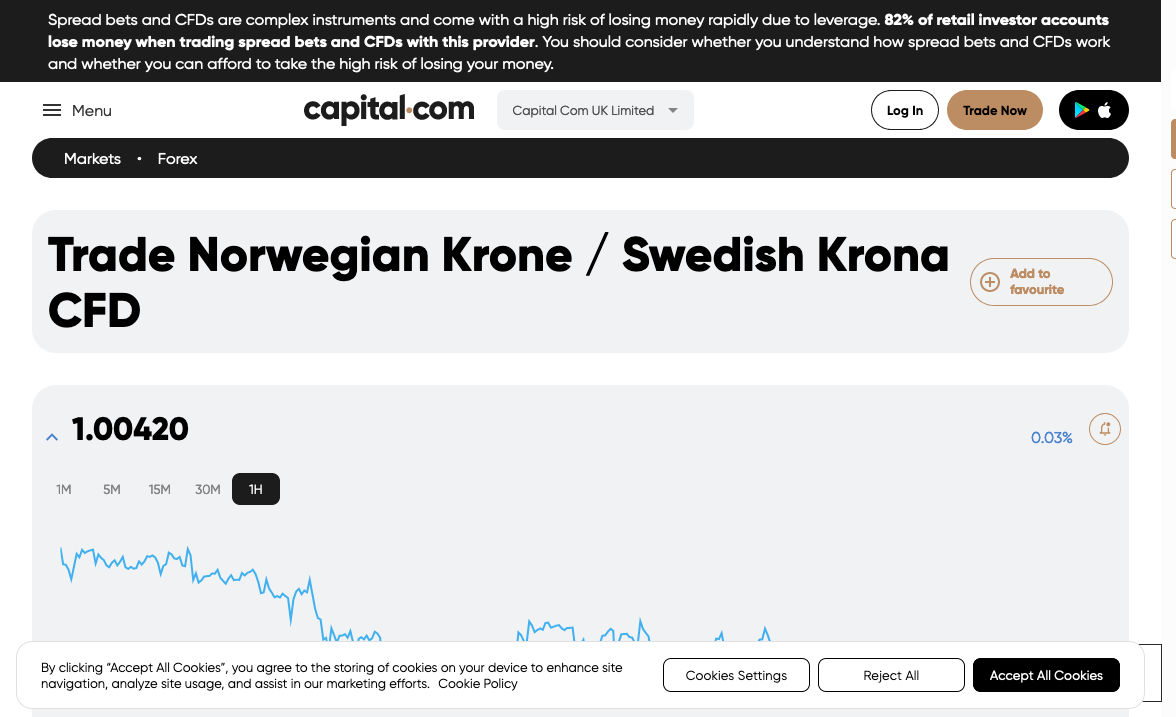 Spread bets and CFDs are complex instruments and come with a high risk of losing money rapidly due to leverage. 82% of retail investor accounts
lose money when trading spread bets and CFDs with this provider. You should consider whether you understand how spread bets and CFDs work
and whether you can afford to take the high risk of losing your money.
Menu
capital.com
Capital Com UK Limited
Log In
Trade Now
Markets • Forex
Trade Norwegian Krone / Swedish Krona
CFD
Add to
favourite
1.00420
0.03%
1M 5M 15M 30M 1H
By clicking “Accept All Cookies”, you agree to the storing of cookies on your device to enhance site
navigation, analyze site usage, and assist in our marketing efforts. Cookie Policy
Cookies Settings
Reject All
Accept All Cookies